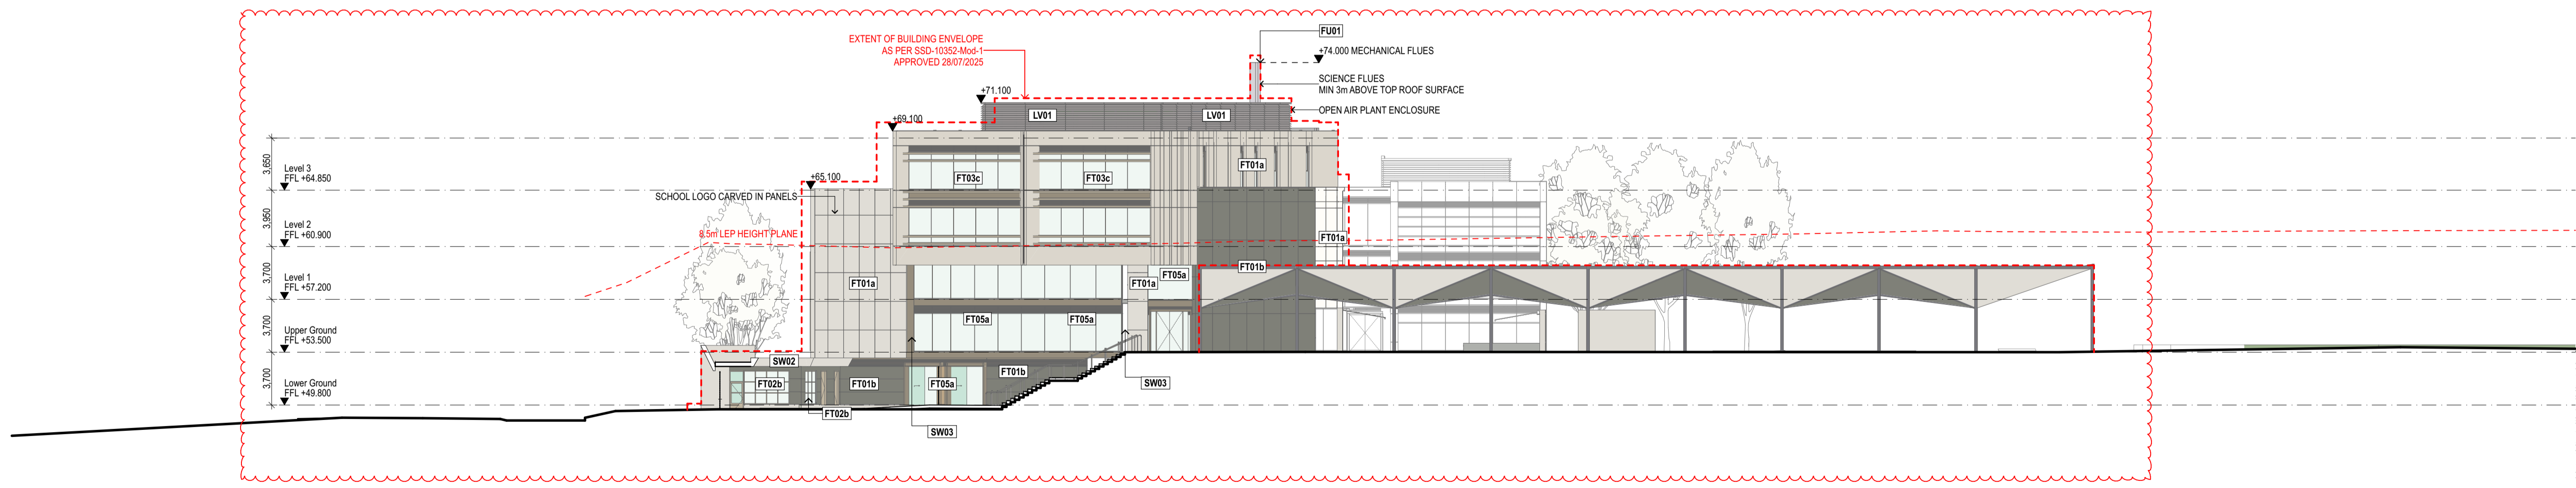 EXTENT OF BUILDING ENVELOPE
AS PER SSD-10352-Mod-1
APPROVED 28/07/2025
FU01
+74.000 MECHANICAL FLUES
SCIENCE FLUES
MIN 3m ABOVE TOP ROOF SURFACE
OPEN AIR PLANT ENCLOSURE
+71.100
LV01
LV01
+69.100
3,650
Level 3
FFL +64.850
+65.100
FT03c
FT03c
FT01a
SCHOOL LOGO CARVED IN PANELS
3,950
Level 2
FFL +60.900
8.5m LEP HEIGHT PLANE
FT01a
3,700
Level 1
FFL +57.200
FT01a
FT01a
FT05a
FT01b
3,700
Upper Ground
FFL +53.500
FT05a
FT05a
SW02
3,700
Lower Ground
FFL +49.800
FT02b
FT01b
FT05a
FT01b
SW03
FT02b
SW03